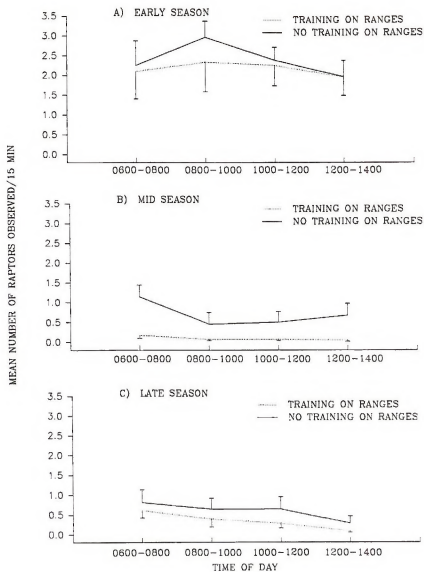 MEAN NUMBER OF RAPTORS OBSERVED/15 MIN
A) EARLY SEASON
TRAINING ON RANGES
NO TRAINING ON RANGES
3.5
3.0
2.5
2.0
1.5
1.0
0.5
0.0
0600-0800 0800-1000 1000-1200 1200-1400
B) MID SEASON
TRAINING ON RANGES
NO TRAINING ON RANGES
3.5
3.0
2.5
2.0
1.5
1.0
0.5
0.0
0600-0800 0800-1000 1000-1200 1200-1400
C) LATE SEASON
TRAINING ON RANGES
NO TRAINING ON RANGES
3.5
3.0
2.5
2.0
1.5
1.0
0.5
0.0
0600-0800 0800-1000 1000-1200 1200-1400
TIME OF DAY